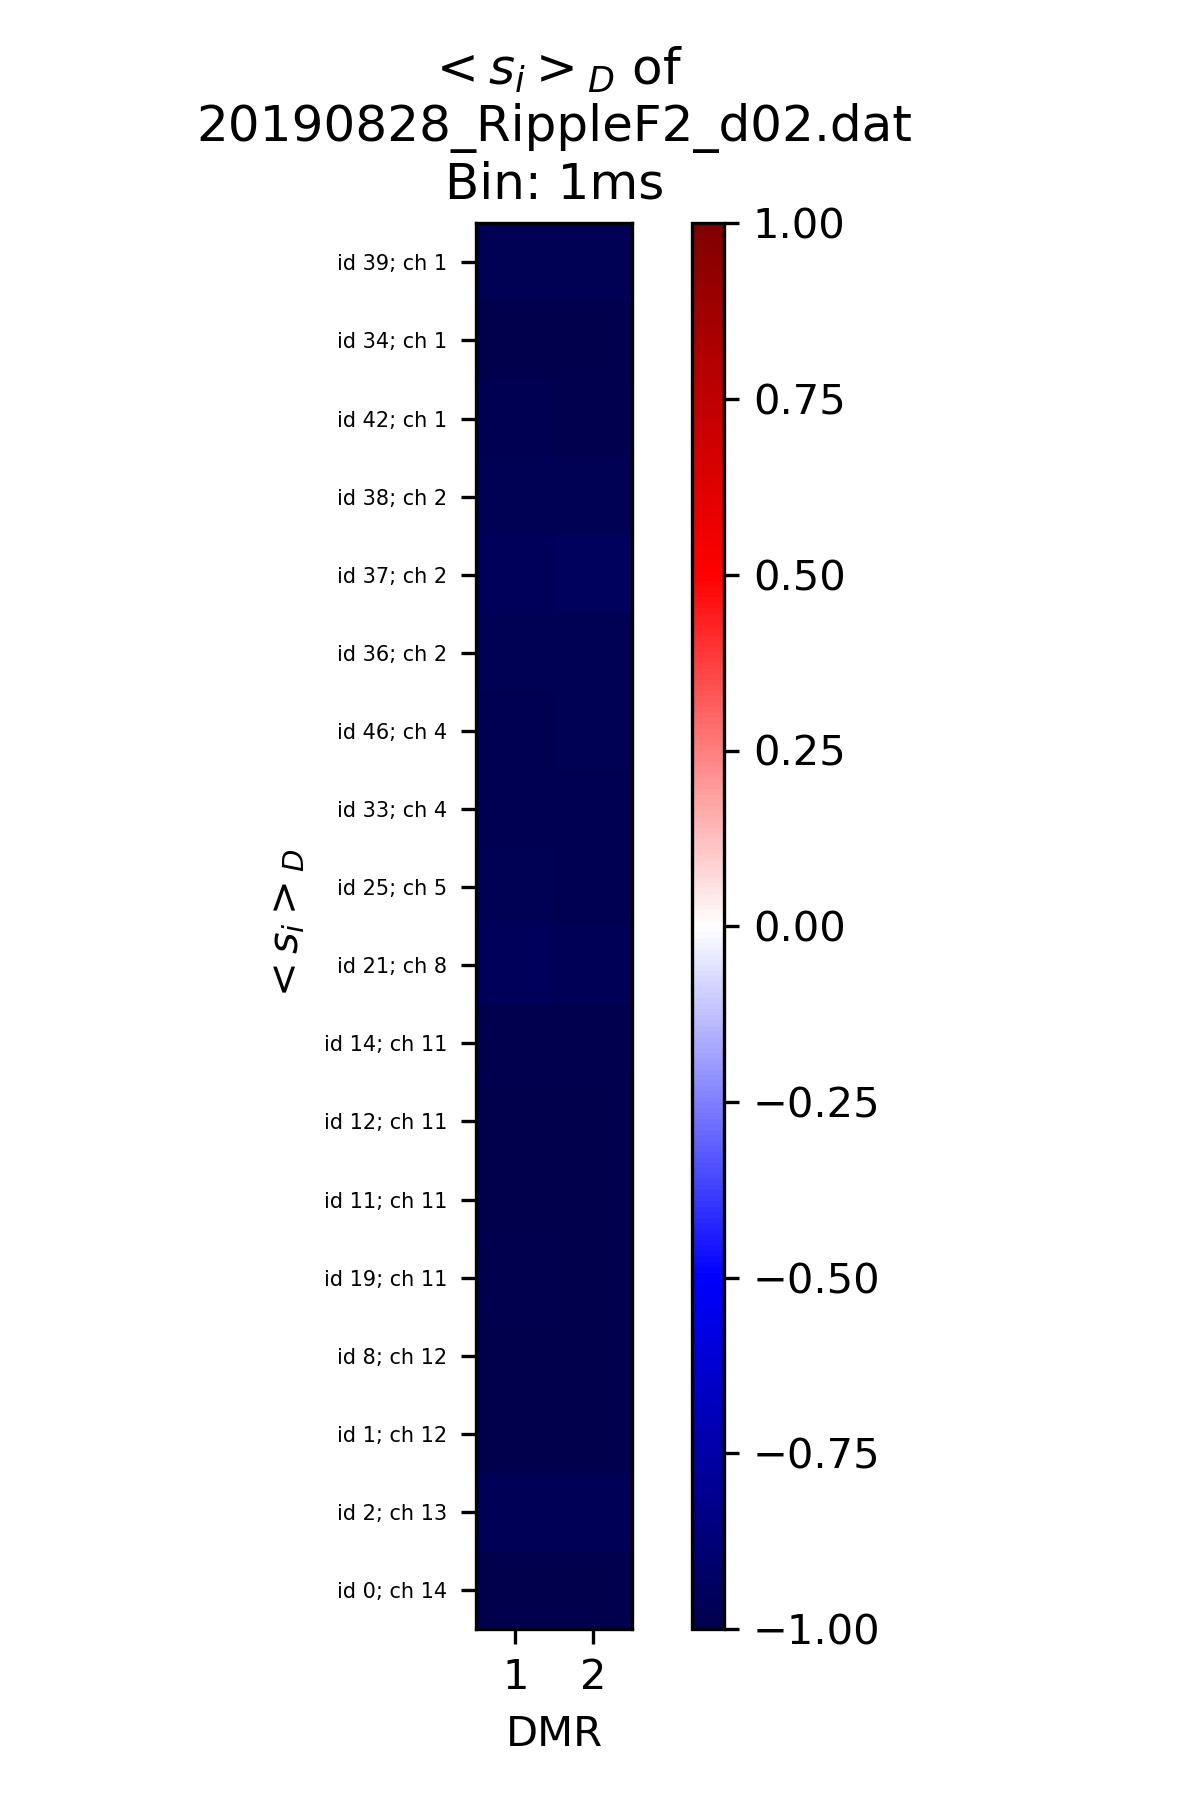 < s_i >_D of
20190828_RippleF2_d02.dat
Bin: 1ms
< s_i >_D
id 39; ch 1
id 34; ch 1
id 42; ch 1
id 38; ch 2
id 37; ch 2
id 36; ch 2
id 46; ch 4
id 33; ch 4
id 25; ch 5
id 21; ch 8
id 14; ch 11
id 12; ch 11
id 11; ch 11
id 19; ch 11
id 8; ch 12
id 1; ch 12
id 2; ch 13
id 0; ch 14
1 2
DMR
1.00
0.75
0.50
0.25
0.00
−0.25
−0.50
−0.75
−1.00